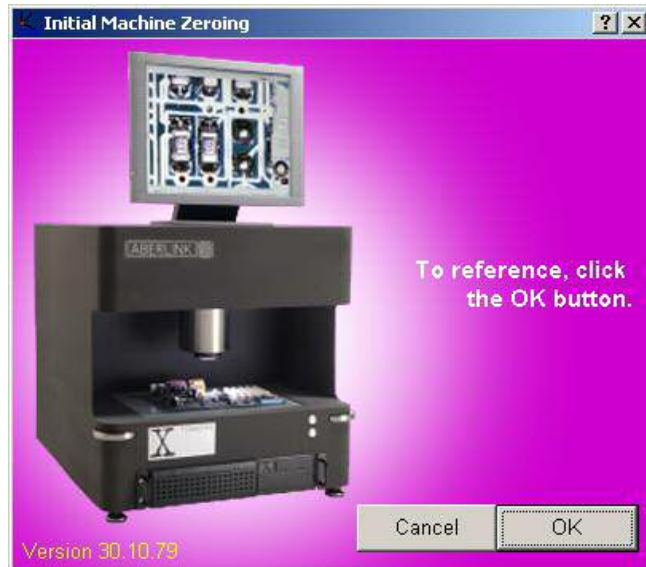 Initial Machine Zeroing
ABERLINK
To reference, click
the OK button.
X
Cancel
OK
Version 30.10.79